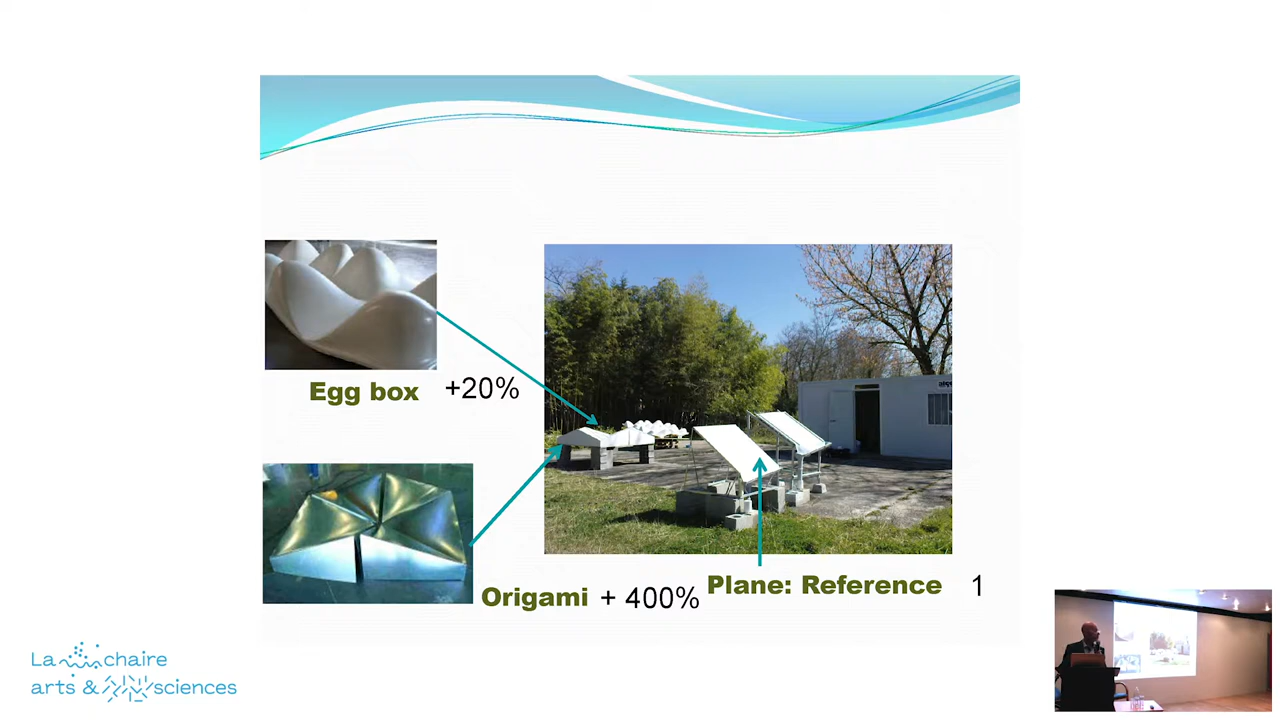 Egg box +20%
Origami + 400%
Plane: Reference 1
La chaire
arts & sciences